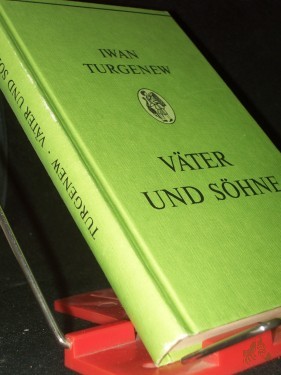 IWAN
TURGENEW
VÄTER
UND SÖHNE
TURGENEW · VÄTER UND SÖ